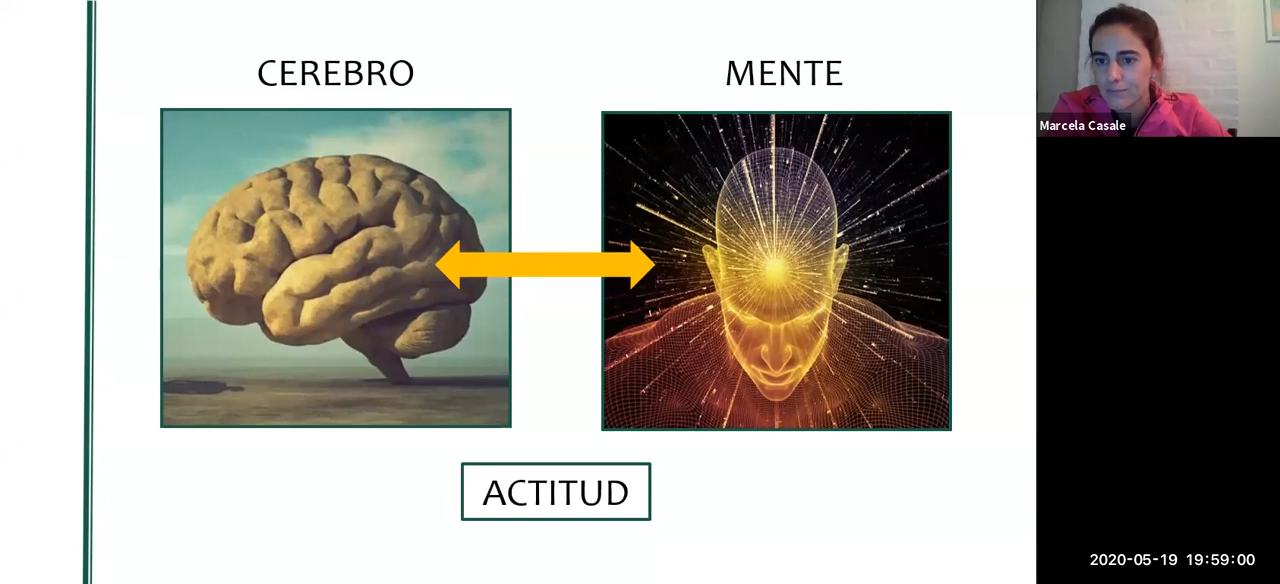 CEREBRO
MENTE
ACTITUD
Marcela Casale
2020-05-19 19:59:00